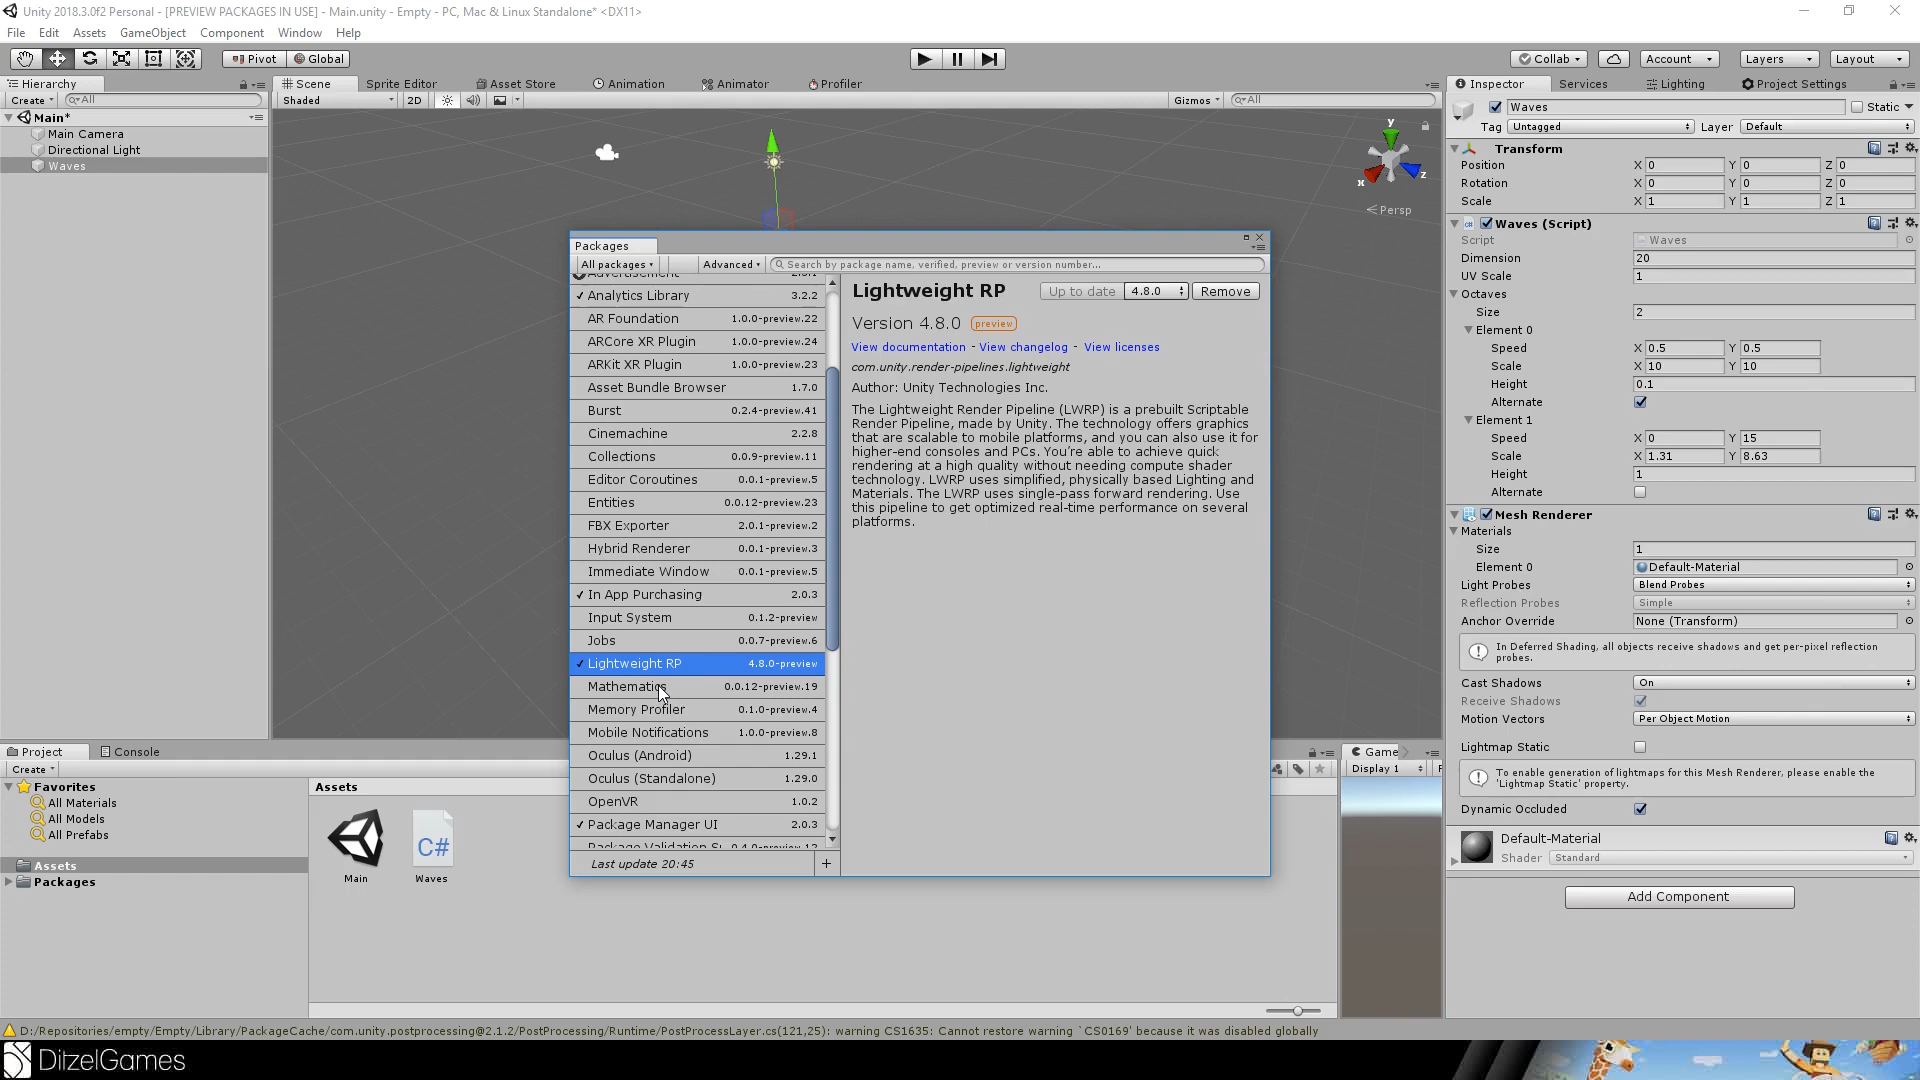 Unity 2018.3.0f2 Personal - [PREVIEW PACKAGES IN USE] - Main.unity - Empty - PC, Mac & Linux Standalone* <DX11>
File Edit Assets GameObject Component Window Help
Pivot Global Collab Account Layers Layout
Hierarchy
Create All
Main*
Main Camera
Directional Light
Waves
Scene Sprite Editor Asset Store Animation Animator Profiler
Shaded 2D Gizmos All
y
x
z
Persp
Packages
All packages Advanced Search by package name, verified, preview or version number...
Advertisement
Analytics Library 3.2.2
AR Foundation 1.0.0-preview.22
ARCore XR Plugin 1.0.0-preview.24
ARKit XR Plugin 1.0.0-preview.23
Asset Bundle Browser 1.7.0
Burst 0.2.4-preview.41
Cinemachine 2.2.8
Collections 0.0.9-preview.11
Editor Coroutines 0.0.1-preview.5
Entities 0.0.12-preview.23
FBX Exporter 2.0.1-preview.2
Hybrid Renderer 0.0.1-preview.3
Immediate Window 0.0.1-preview.5
In App Purchasing 2.0.3
Input System 0.1.2-preview
Jobs 0.0.7-preview.6
Lightweight RP 4.8.0-preview
Mathematics 0.0.12-preview.19
Memory Profiler 0.1.0-preview.4
Mobile Notifications 1.0.0-preview.8
Oculus (Android) 1.29.1
Oculus (Standalone) 1.29.0
OpenVR 1.0.2
Package Manager UI 2.0.3
Last update 20:45 +
Lightweight RP Up to date 4.8.0 Remove
Version 4.8.0 preview
View documentation - View changelog - View licenses
com.unity.render-pipelines.lightweight
Author: Unity Technologies Inc.
The Lightweight Render Pipeline (LWRP) is a prebuilt Scriptable
Render Pipeline, made by Unity. The technology offers graphics
that are scalable to mobile platforms, and you can also use it for
higher-end consoles and PCs. You're able to achieve quick
rendering at a high quality without needing compute shader
technology. LWRP uses simplified, physically based Lighting and
Materials. The LWRP uses single-pass forward rendering. Use
this pipeline to get optimized real-time performance on several
platforms.
Inspector Services Lighting Project Settings
Waves Static
Tag Untagged Layer Default
Transform
Position X 0 Y 0 Z 0
Rotation X 0 Y 0 Z 0
Scale X 1 Y 1 Z 1
Waves (Script)
Script Waves
Dimension 20
UV Scale 1
Octaves
Size 2
Element 0
Speed X 0.5 Y 0.5
Scale X 10 Y 10
Height 0.1
Alternate
Element 1
Speed X 0 Y 15
Scale X 1.31 Y 8.63
Height 1
Alternate
Mesh Renderer
Materials
Size 1
Element 0 Default-Material
Light Probes Blend Probes
Reflection Probes Simple
Anchor Override None (Transform)
In Deferred Shading, all objects receive shadows and get per-pixel reflection
probes.
Cast Shadows On
Receive Shadows
Motion Vectors Per Object Motion
Lightmap Static
To enable generation of lightmaps for this Mesh Renderer, please enable the
'Lightmap Static' property.
Dynamic Occluded
Default-Material
Shader Standard
Add Component
Project Console
Create
Favorites
All Materials
All Models
All Prefabs
Assets
Packages
Assets
C#
Main Waves
Game
Display 1
D:/Repositories/empty/Empty/Library/PackageCache/com.unity.postprocessing@2.1.2/PostProcessing/Runtime/PostProcessLayer.cs(121,25): warning CS1635: Cannot restore warning `CS0169' because it was disabled globally
DitzelGames